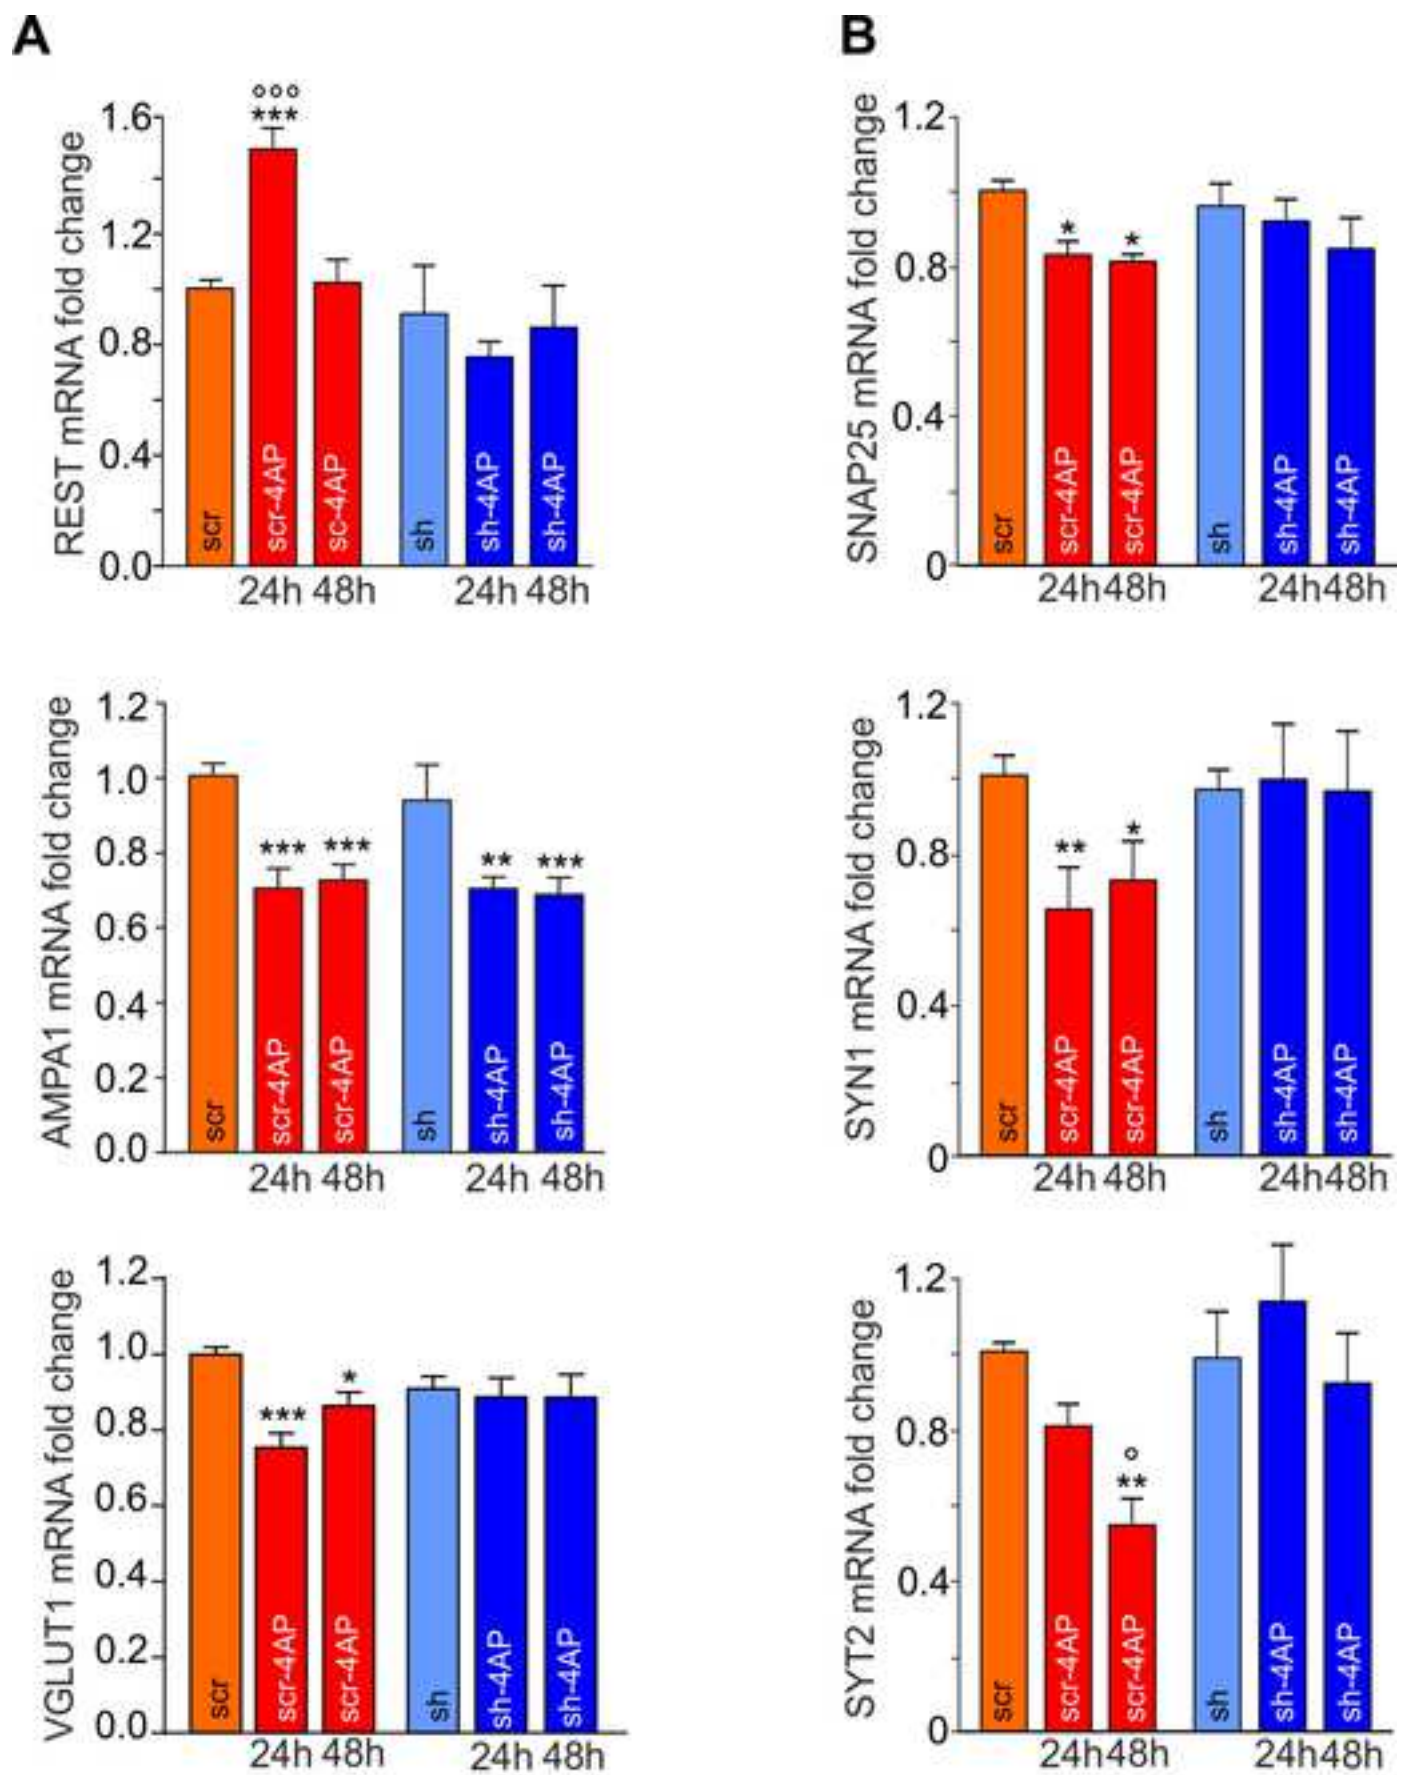 A
REST mRNA fold change
1.6
1.2
0.8
0.4
0.0
°°°
***
scr
scr-4AP
sc-4AP
sh
sh-4AP
sh-4AP
24h 48h
24h 48h
AMPA1 mRNA fold change
1.2
1.0
0.8
0.6
0.4
0.2
0.0
***
***
**
***
scr
scr-4AP
scr-4AP
sh
sh-4AP
sh-4AP
24h 48h
24h 48h
VGLUT1 mRNA fold change
1.2
1.0
0.8
0.6
0.4
0.2
0.0
***
*
scr
scr-4AP
scr-4AP
sh
sh-4AP
sh-4AP
24h 48h
24h 48h
B
SNAP25 mRNA fold change
1.2
0.8
0.4
0
*
*
scr
scr-4AP
scr-4AP
sh
sh-4AP
sh-4AP
24h48h
24h48h
SYN1 mRNA fold change
1.2
0.8
0.4
0
**
*
scr
scr-4AP
scr-4AP
sh
sh-4AP
sh-4AP
24h 48h
24h48h
SYT2 mRNA fold change
1.2
0.8
0.4
0
°
**
scr
scr-4AP
scr-4AP
sh
sh-4AP
sh-4AP
24h48h
24h48h